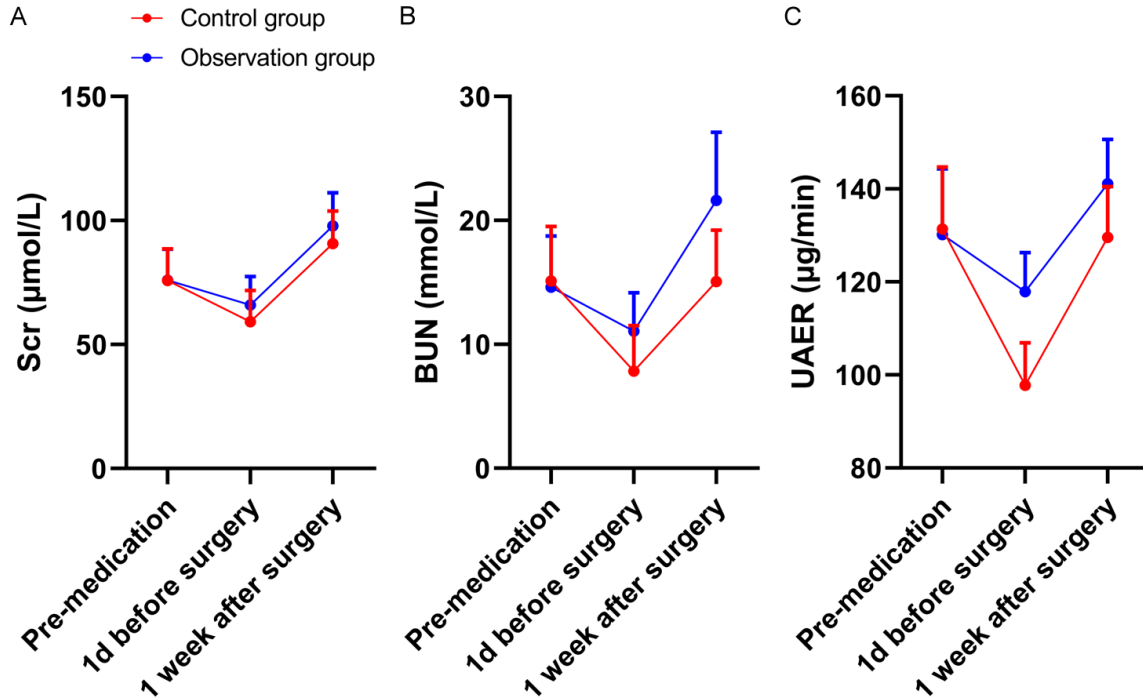 A
Control group
Observation group
B
C
Scr (μmol/L)
150
100
50
0
Pre-medication
1d before surgery
1 week after surgery
BUN (mmol/L)
30
20
10
0
Pre-medication
1d before surgery
1 week after surgery
UAER (μg/min)
160
140
120
100
80
Pre-medication
1d before surgery
1 week after surgery